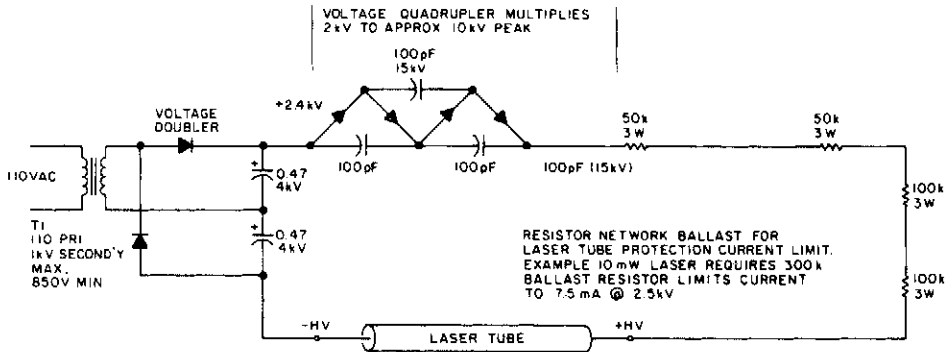 VOLTAGE QUADRUPLER MULTIPLIES
2kV TO APPROX 10kV PEAK
100pF
15kV
+2.4kV
VOLTAGE
DOUBLER
50k
3W
50k
3W
100pF
100pF
100pF (15kV)
110VAC
+
0.47
4kV
100k
3W
+
0.47
4kV
T1
110 PRI
1kV SECOND'Y
MAX.
850V MIN
RESISTOR NETWORK BALLAST FOR
LASER TUBE PROTECTION CURRENT LIMIT.
EXAMPLE 10mW LASER REQUIRES 300k
BALLAST RESISTOR LIMITS CURRENT
TO 7.5mA @ 2.5kV
100k
3W
-HV
LASER TUBE
+HV